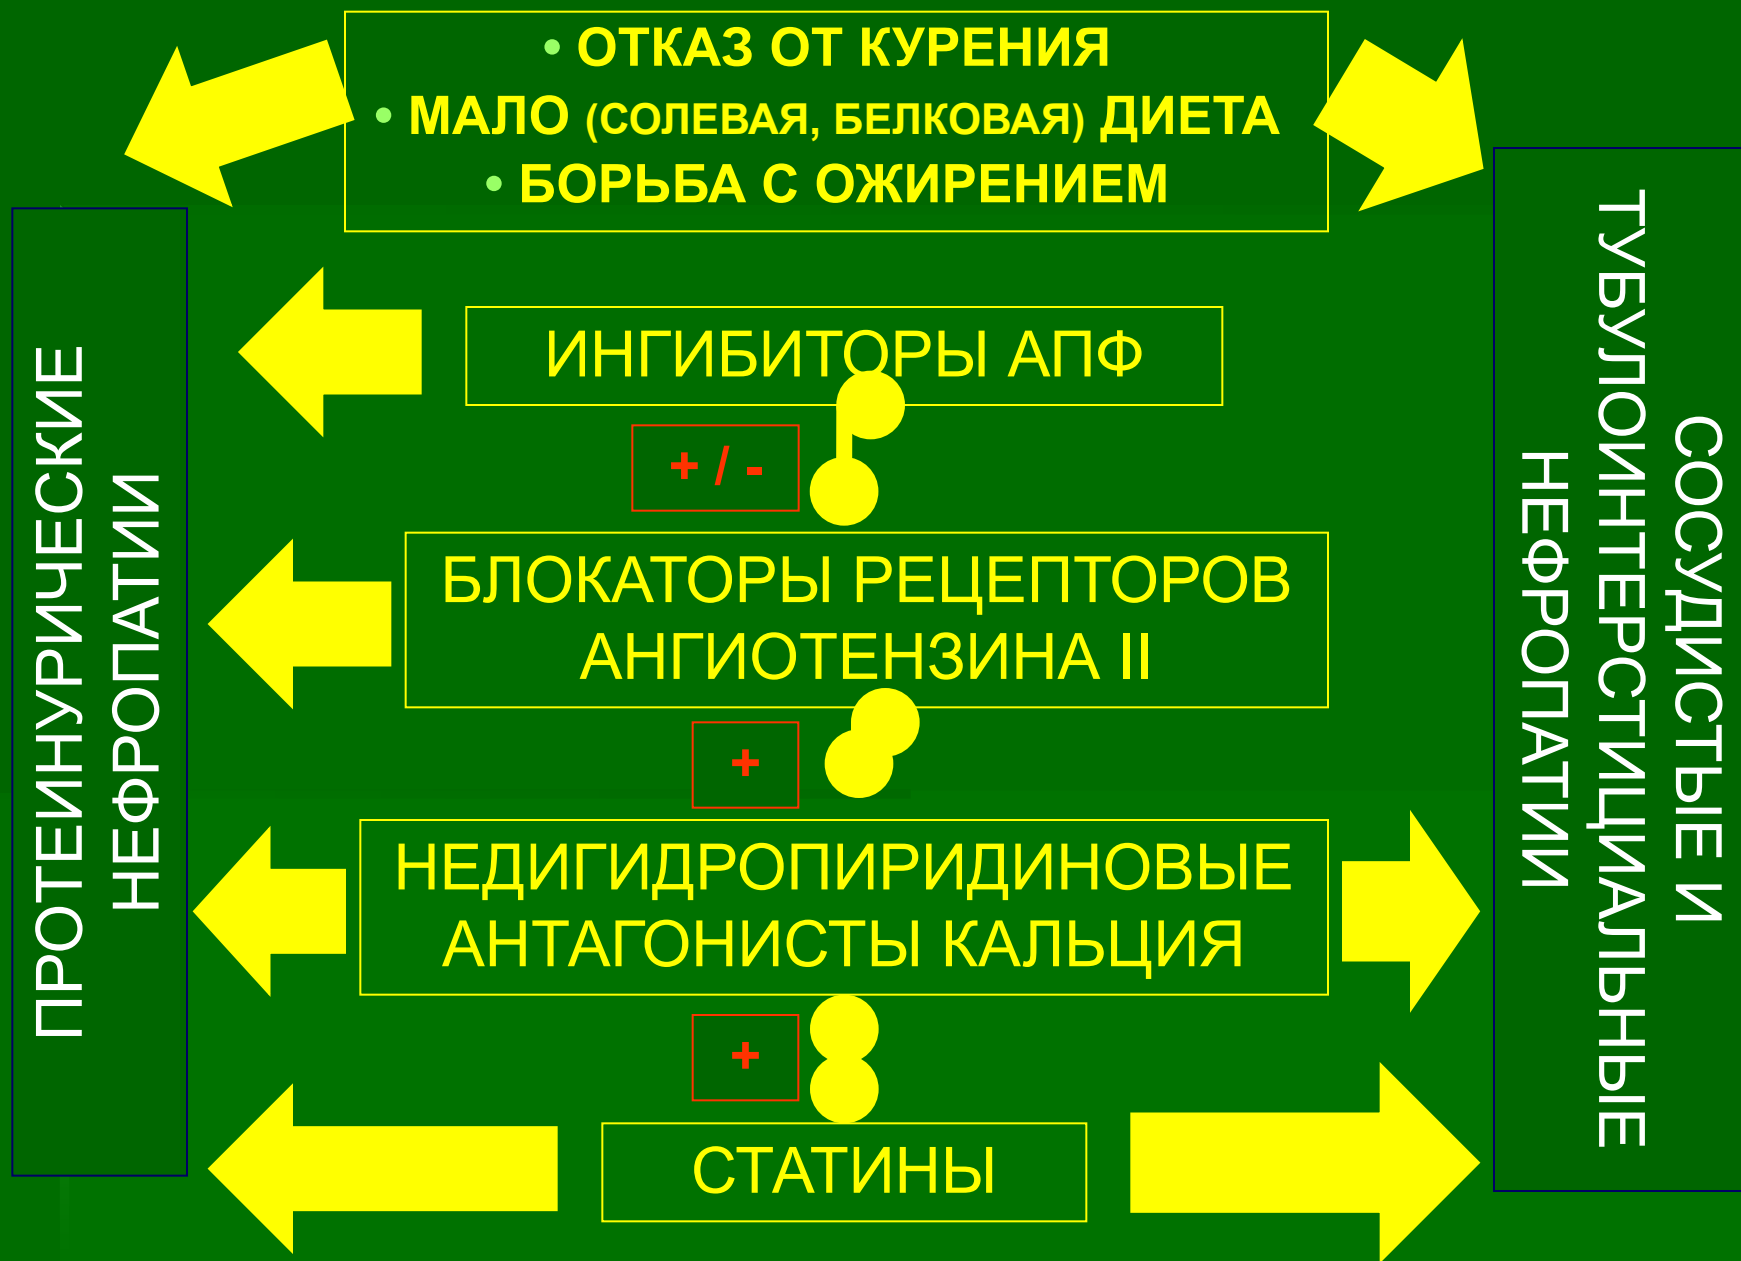 • ОТКАЗ ОТ КУРЕНИЯ
• МАЛО (СОЛЕВАЯ, БЕЛКОВАЯ) ДИЕТА
• БОРЬБА С ОЖИРЕНИЕМ
ПРОТЕИНУРИЧЕСКИЕ
НЕФРОПАТИИ
ИНГИБИТОРЫ АПФ
+ / -
БЛОКАТОРЫ РЕЦЕПТОРОВ
АНГИОТЕНЗИНА II
+
НЕДИГИДРОПИРИДИНОВЫЕ
АНТАГОНИСТЫ КАЛЬЦИЯ
+
СТАТИНЫ
СОСУДИСТЫЕ И
ТУБУЛОИНТЕРСТИЦИАЛЬНЫЕ
НЕФРОПАТИИ